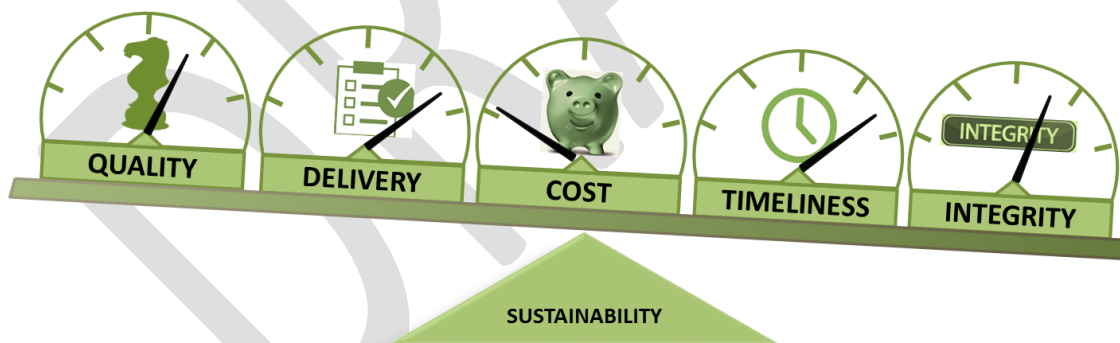 INTEGRITY
QUALITY
DELIVERY
COST
TIMELINESS
INTEGRITY
SUSTAINABILITY